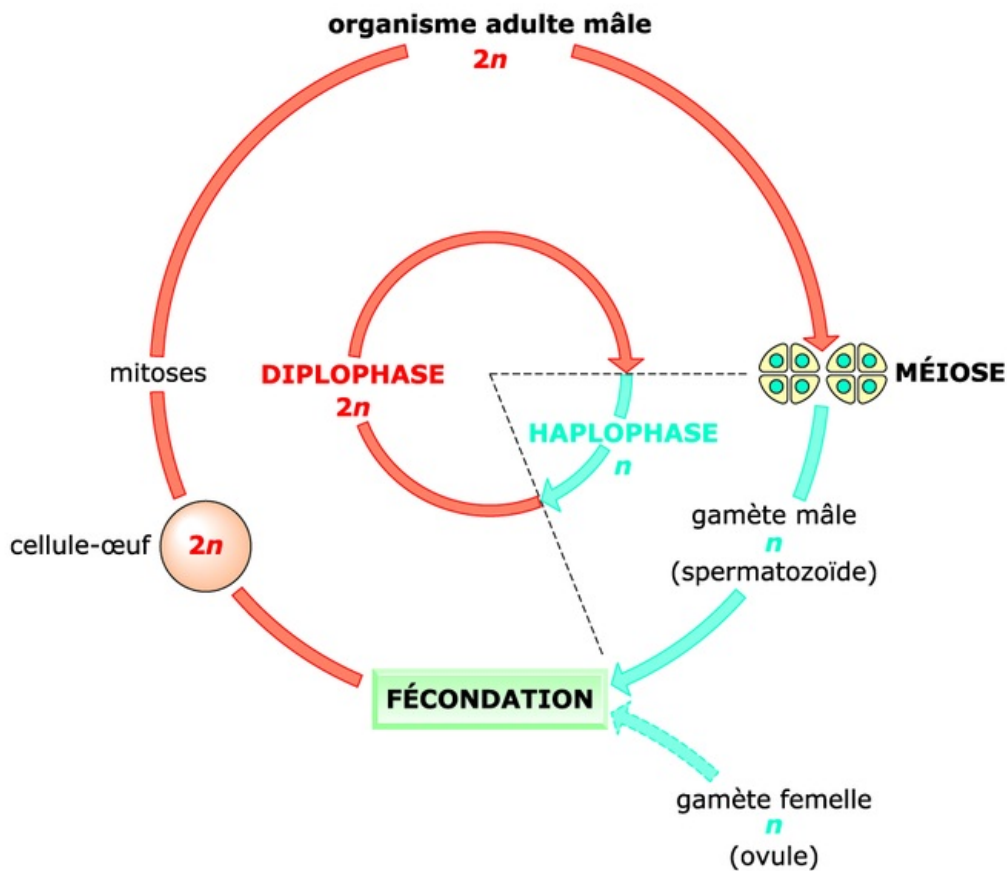 organisme adulte mâle
2n
MÉIOSE
mitoses
DIPLOPHASE
2n
HAPLOPHASE
n
gamète mâle
n
(spermatozoïde)
cellule-œuf
2n
FÉCONDATION
gamète femelle
n
(ovule)